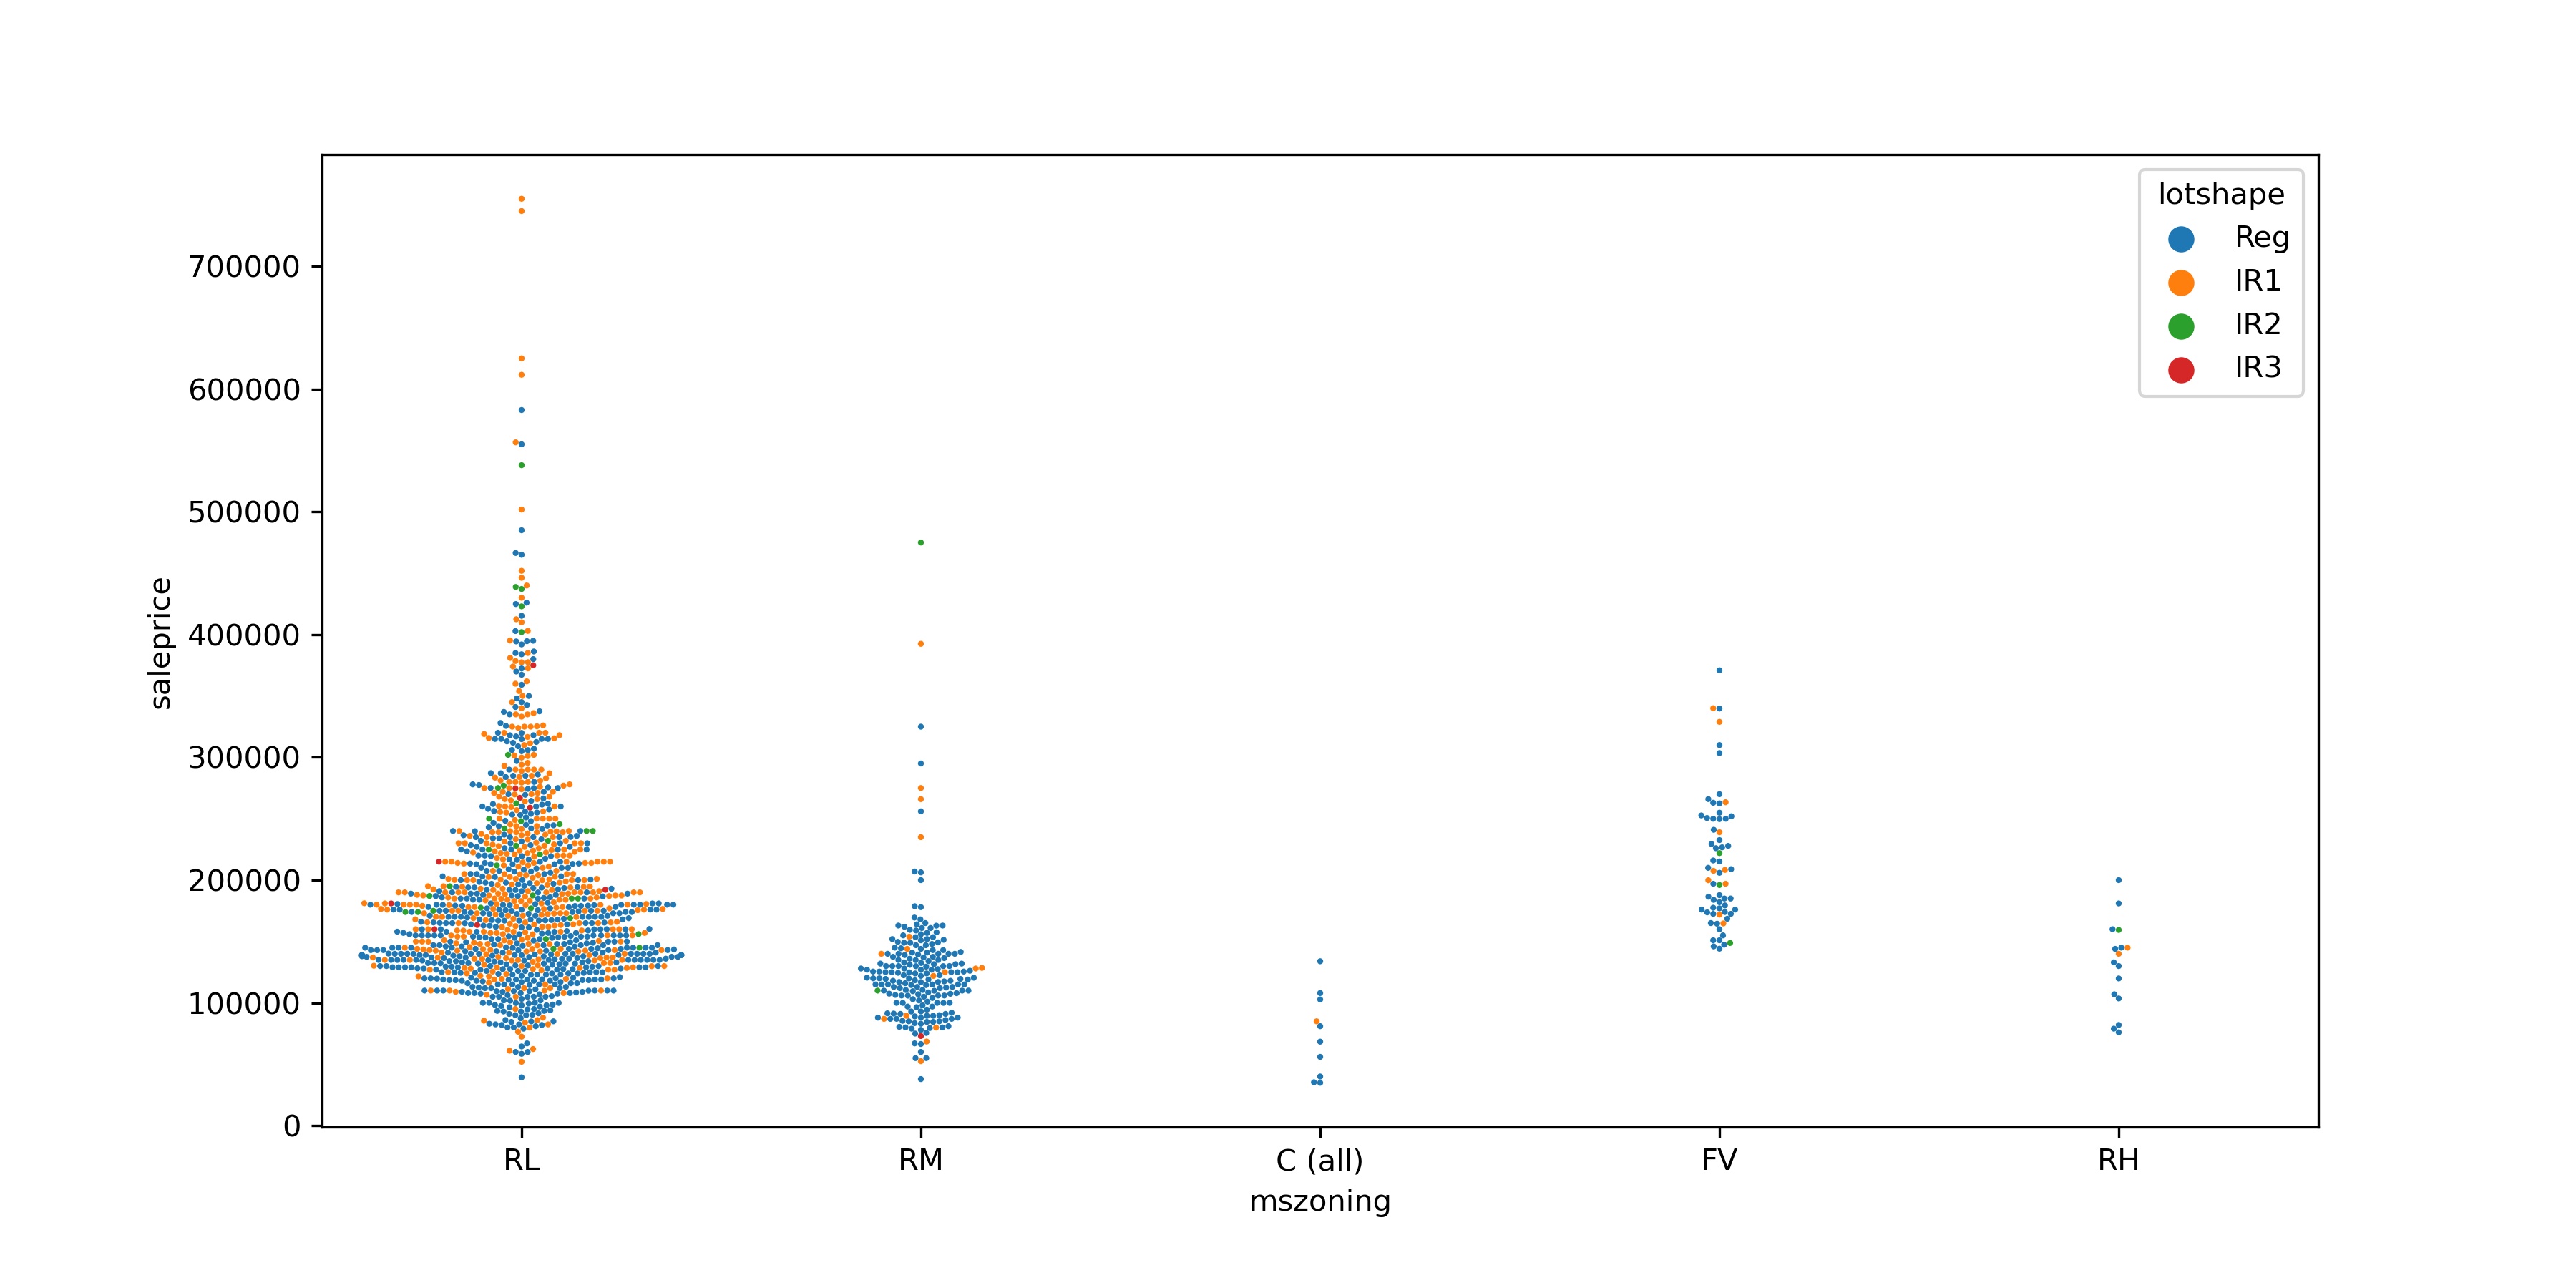 lotshape
Reg
IR1
IR2
IR3
700000
600000
500000
400000
300000
200000
100000
0
saleprice
RL RM C (all) FV RH
mszoning